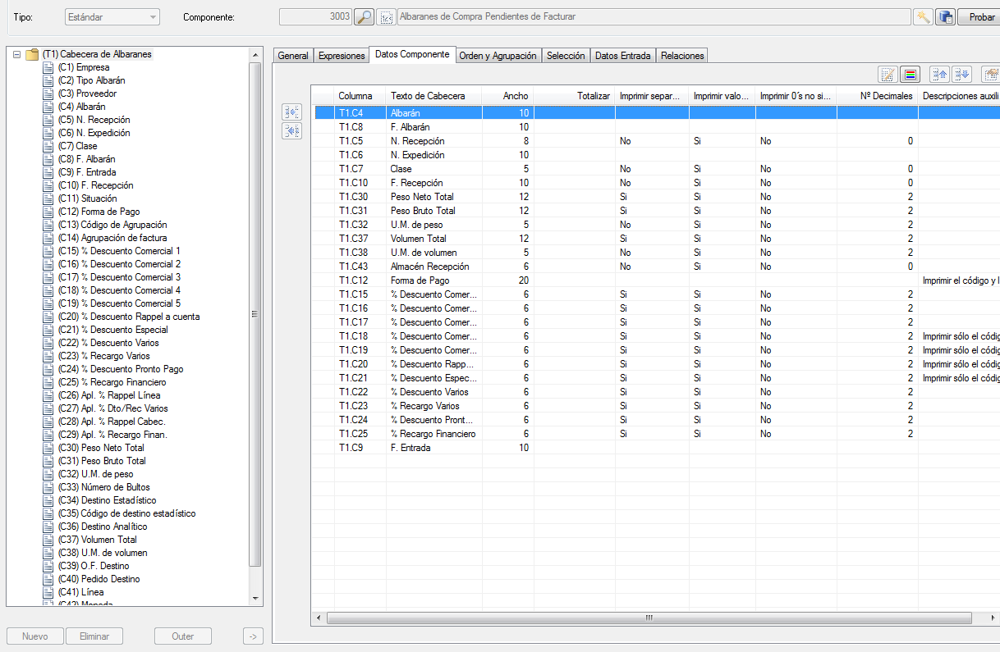 Tipo: Estándar Componente: 3003 Albaranes de Compra Pendientes de Facturar Probar
(T1) Cabecera de Albaranes
(C1) Empresa
(C2) Tipo Albarán
(C3) Proveedor
(C4) Albarán
(C5) N. Recepción
(C6) N. Expedición
(C7) Clase
(C8) F. Albarán
(C9) F. Entrada
(C10) F. Recepción
(C11) Situación
(C12) Forma de Pago
(C13) Código de Agrupación
(C14) Agrupación de factura
(C15) % Descuento Comercial 1
(C16) % Descuento Comercial 2
(C17) % Descuento Comercial 3
(C18) % Descuento Comercial 4
(C19) % Descuento Comercial 5
(C20) % Descuento Rappel a cuenta
(C21) % Descuento Especial
(C22) % Descuento Varios
(C23) % Recargo Varios
(C24) % Descuento Pronto Pago
(C25) % Recargo Financiero
(C26) Apl. % Rappel Línea
(C27) Apl. % Dto/Rec Varios
(C28) Apl. % Rappel Cabec.
(C29) Apl. % Recargo Finan.
(C30) Peso Neto Total
(C31) Peso Bruto Total
(C32) U.M. de peso
(C33) Número de Bultos
(C34) Destino Estadístico
(C35) Código de destino estadístico
(C36) Destino Analítico
(C37) Volumen Total
(C38) U.M. de volumen
(C39) O.F. Destino
(C40) Pedido Destino
(C41) Línea
(C42) Moneda
Nuevo Eliminar Outer ->
General Expresiones Datos Componente Orden y Agrupación Selección Datos Entrada Relaciones
Columna Texto de Cabecera Ancho Totalizar Imprimir separ... Imprimir valo... Imprimir 0´s no si... Nº Decimales Descripciones auxili
T1.C4 Albarán 10
T1.C8 F. Albarán 10
T1.C5 N. Recepción 8 No Si No 0
T1.C6 N. Expedición 10
T1.C7 Clase 5 No Si No 0
T1.C10 F. Recepción 10 No Si No 0
T1.C30 Peso Neto Total 12 Si Si No 2
T1.C31 Peso Bruto Total 12 Si Si No 2
T1.C32 U.M. de peso 5 No Si No 2
T1.C37 Volumen Total 12 Si Si No 2
T1.C38 U.M. de volumen 5 No Si No 2
T1.C43 Almacén Recepción 6 No Si No 0
T1.C12 Forma de Pago 20 Imprimir el código y l
T1.C15 % Descuento Comer... 6 Si Si No 2
T1.C16 % Descuento Comer... 6 Si Si No 2
T1.C17 % Descuento Comer... 6 Si Si No 2
T1.C18 % Descuento Comer... 6 Si Si No 2 Imprimir sólo el códig
T1.C19 % Descuento Comer... 6 Si Si No 2 Imprimir sólo el códig
T1.C20 % Descuento Rapp... 6 Si Si No 2 Imprimir sólo el códig
T1.C21 % Descuento Espec... 6 Si Si No 2 Imprimir sólo el códig
T1.C22 % Descuento Varios 6 Si Si No 2
T1.C23 % Recargo Varios 6 Si Si No 2
T1.C24 % Descuento Pront... 6 Si Si No 2
T1.C25 % Recargo Financiero 6 Si Si No 2
T1.C9 F. Entrada 10